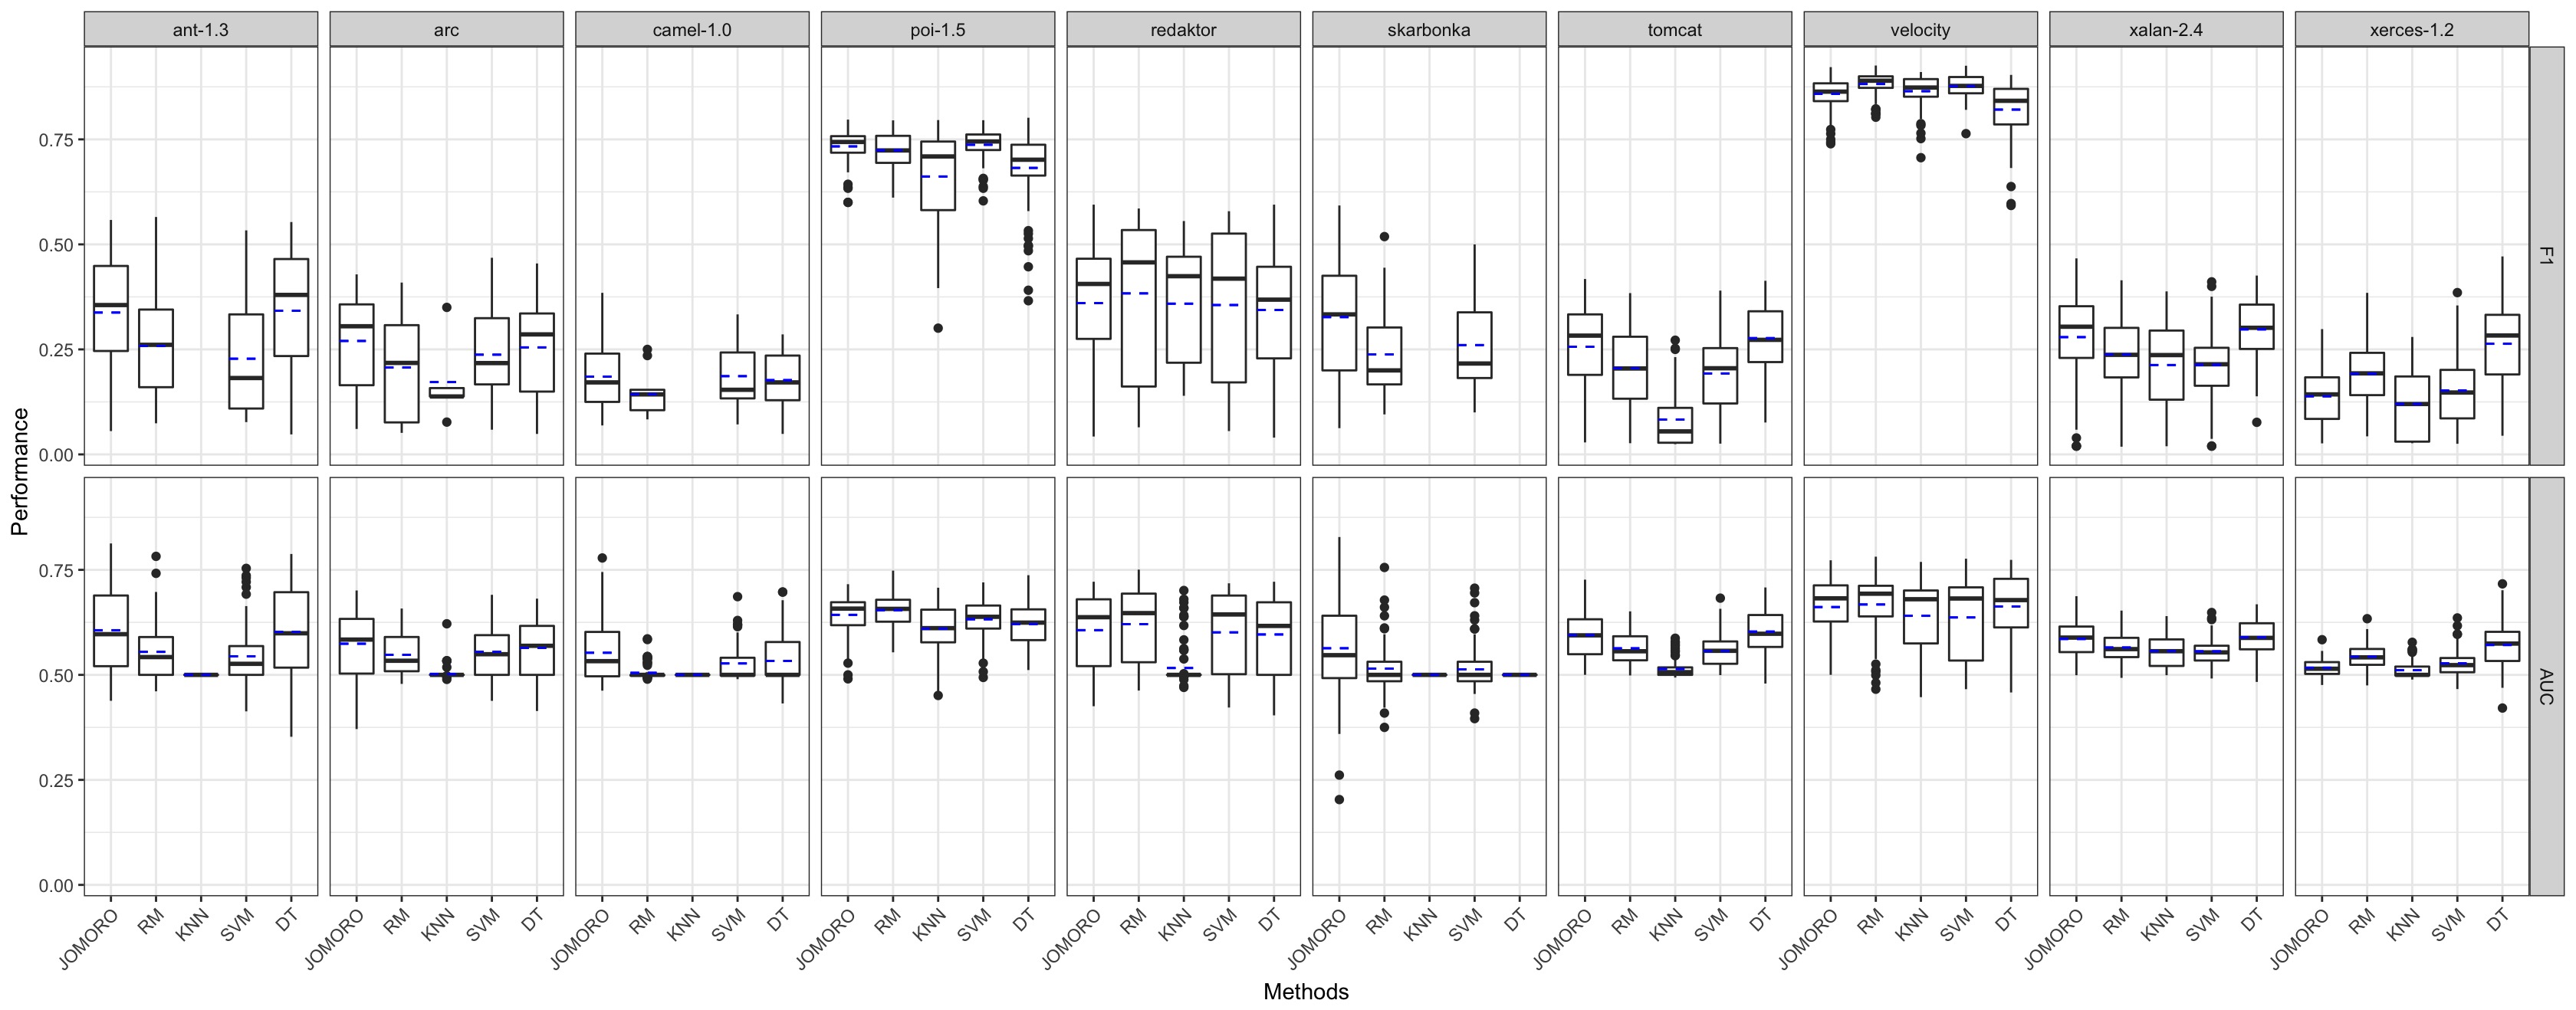 ant-1.3 arc camel-1.0 poi-1.5 redaktor skarbonka tomcat velocity xalan-2.4 xerces-1.2
0.75
0.50
0.25
0.00
F1
0.75
0.50
0.25
0.00
AUC
Performance
JOMORO RM KNN SVM DT JOMORO RM KNN SVM DT JOMORO RM KNN SVM DT JOMORO RM KNN SVM DT JOMORO RM KNN SVM DT JOMORO RM KNN SVM DT JOMORO RM KNN SVM DT JOMORO RM KNN SVM DT JOMORO RM KNN SVM DT JOMORO RM KNN SVM DT
Methods